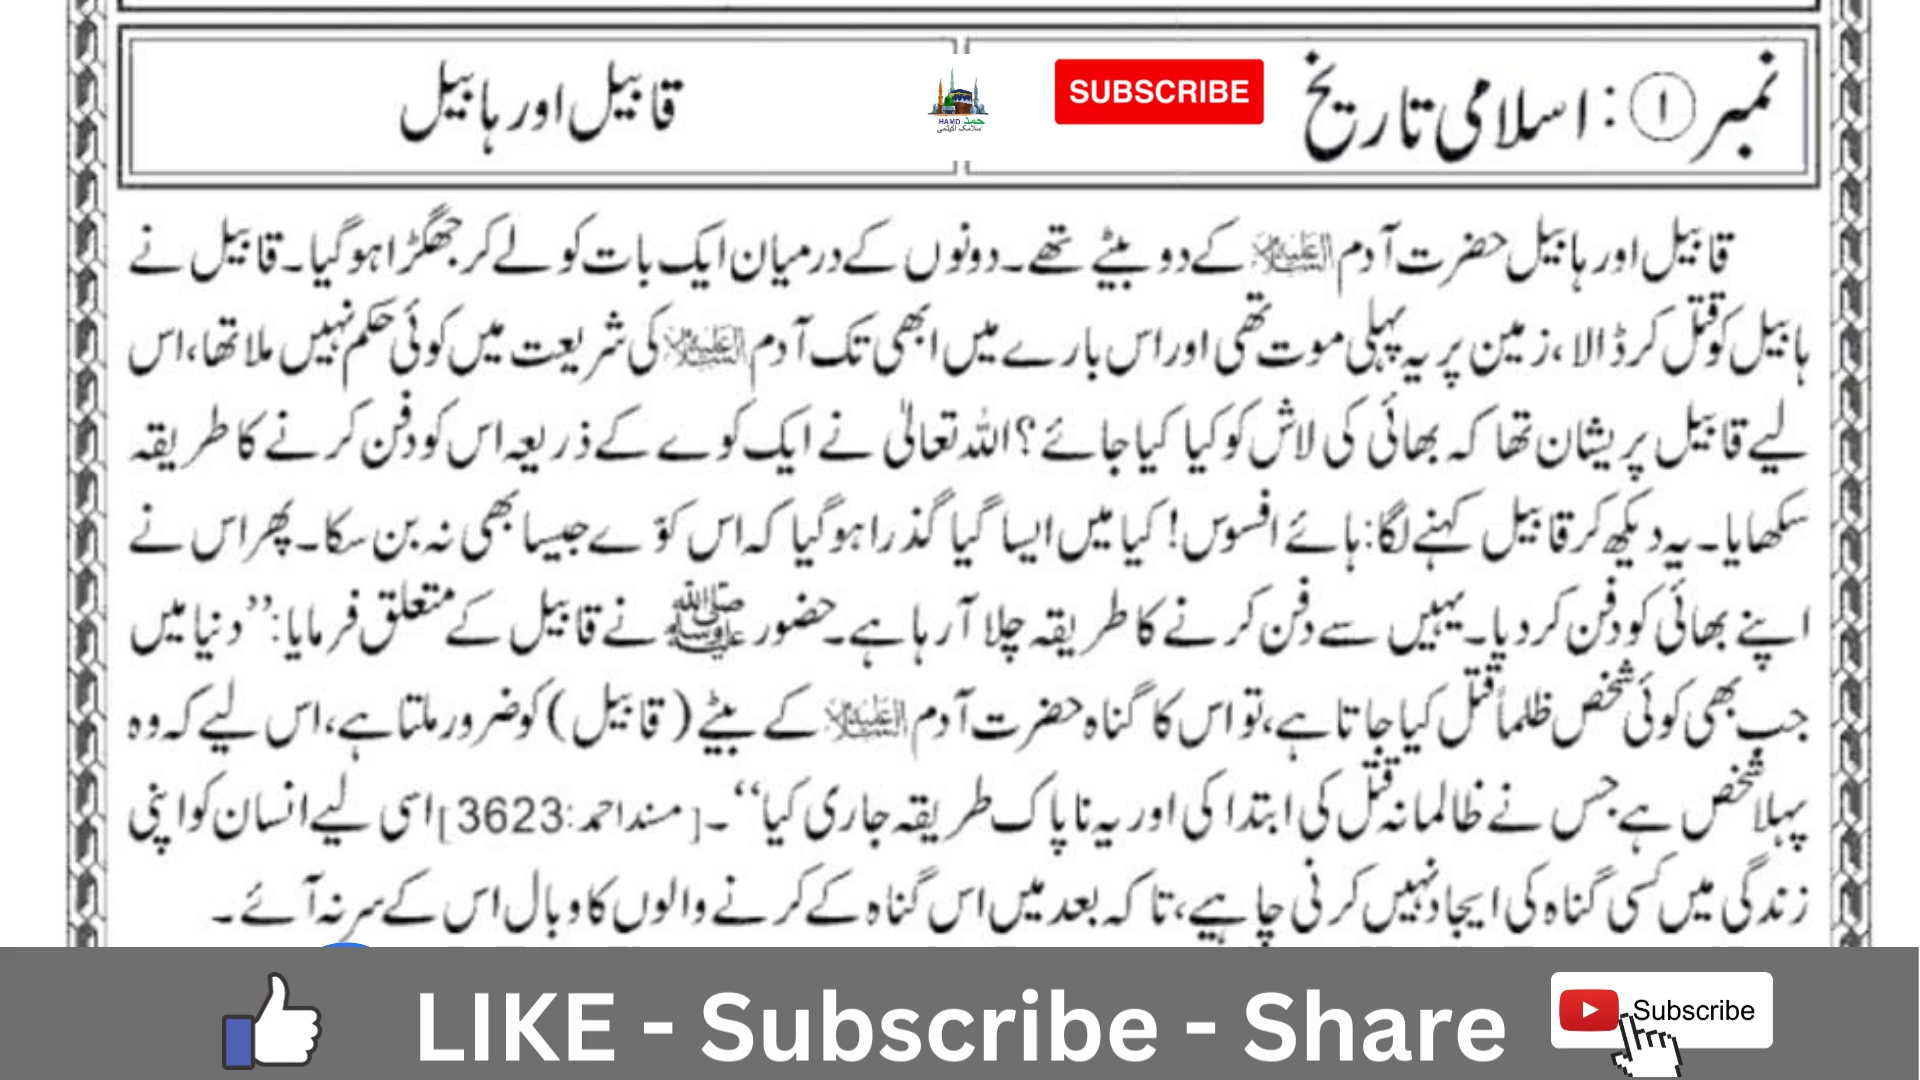 نمبر ۱ : اسلامی تاریخ
SUBSCRIBE
HAMD حمد
اسلامک اکیڈمی
قابیل اور ہابیل
قابیل اور ہابیل حضرت آدم علیہ السلام کے دو بیٹے تھے۔ دونوں کے درمیان ایک بات کو لے کر جھگڑا ہوگیا۔ قابیل نے
ہابیل کو قتل کر ڈالا، زمین پر یہ پہلی موت تھی اور اس بارے میں ابھی تک آدم علیہ السلام کی شریعت میں کوئی حکم نہیں ملا تھا، اس
لیے قابیل پریشان تھا کہ بھائی کی لاش کو کیا کیا جائے؟ اللہ تعالیٰ نے ایک کوے کے ذریعہ اس کو دفن کرنے کا طریقہ
سکھایا۔ یہ دیکھ کر قابیل کہنے لگا: ہائے افسوس! کیا میں ایسا گیا گذرا ہوگیا کہ اس کوّے جیسا بھی نہ بن سکا۔ پھر اس نے
اپنے بھائی کو دفن کر دیا۔ یہیں سے دفن کرنے کا طریقہ چلا آرہا ہے۔ حضور صلی اللہ علیہ وسلم نے قابیل کے متعلق فرمایا: ’’دنیا میں
جب بھی کوئی شخص ظلماً قتل کیا جاتا ہے، تو اس کا گناہ حضرت آدم علیہ السلام کے بیٹے (قابیل) کو ضرور ملتا ہے، اس لیے کہ وہ
پہلا شخص ہے جس نے ظالمانہ قتل کی ابتدا کی اور یہ ناپاک طریقہ جاری کیا‘‘۔ [مسند احمد: 3623] اسی لیے انسان کو اپنی
زندگی میں کسی گناہ کی ایجاد نہیں کرنی چاہیے، تاکہ بعد میں اس گناہ کے کرنے والوں کا وبال اس کے سر نہ آئے۔
LIKE - Subscribe - Share
Subscribe